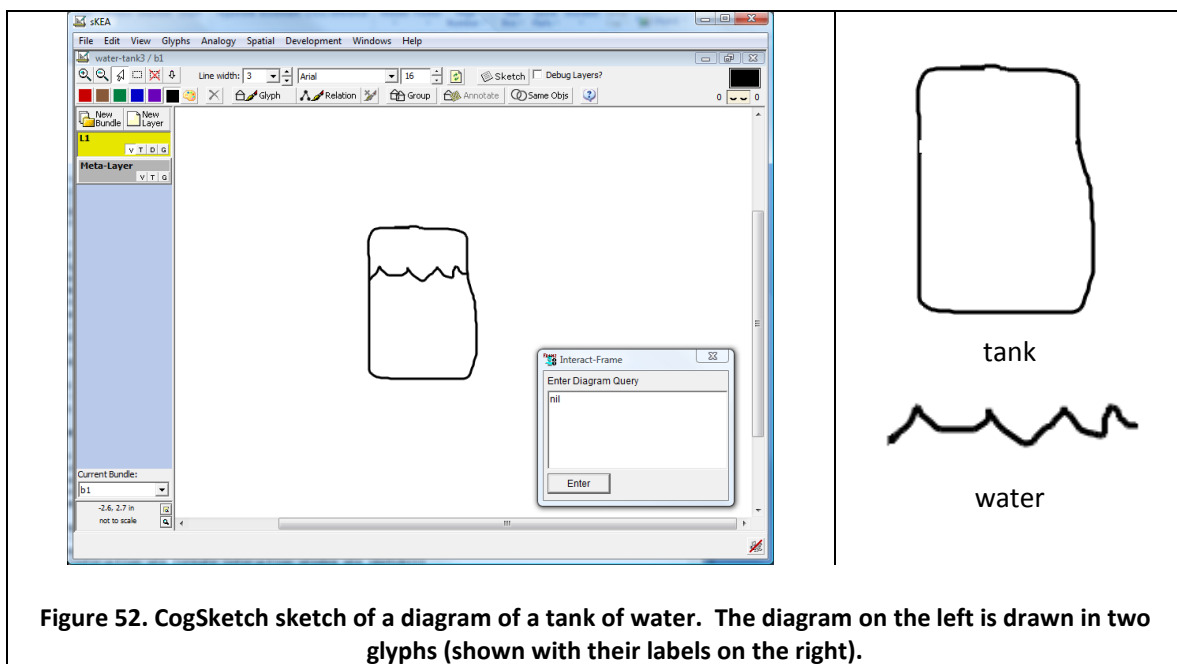 sKEA
File Edit View Glyphs Analogy Spatial Development Windows Help
water-tank3 / b1
Line width: 3 Arial 16 Sketch Debug Layers?
Glyph Relation Group Annotate Same Objs 0 0
New Bundle New Layer
L1
V T D G
Meta-Layer
V T G
Interact-Frame
Enter Diagram Query
nil
Enter
Current Bundle:
b1
-2.6, 2.7 in
not to scale
tank
water
Figure 52. CogSketch sketch of a diagram of a tank of water. The diagram on the left is drawn in two
glyphs (shown with their labels on the right).